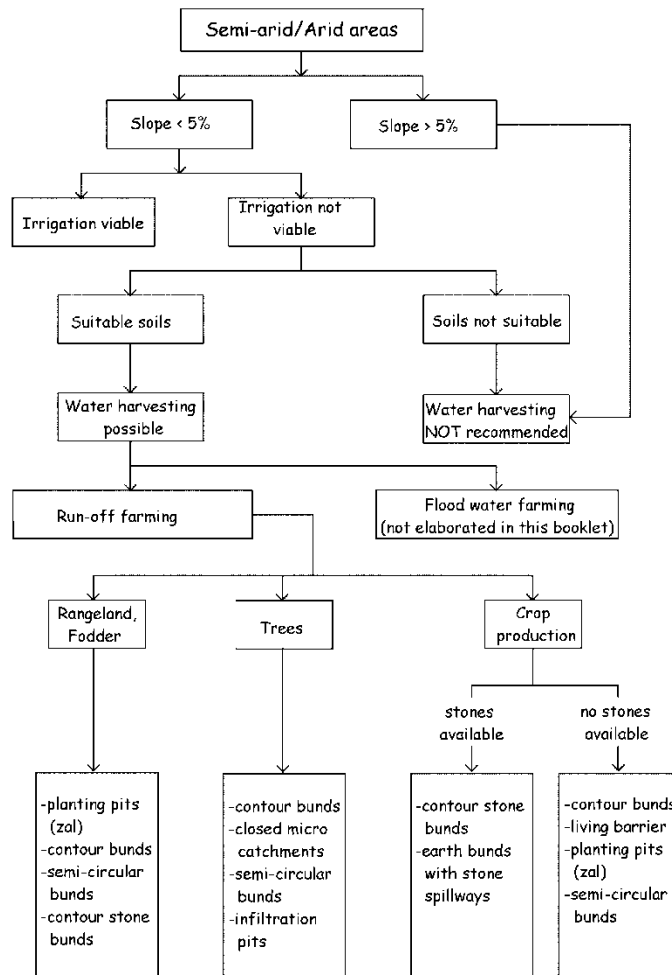 Semi-arid/Arid areas
Slope < 5%
Slope > 5%
Irrigation viable
Irrigation not
viable
Suitable soils
Soils not suitable
Water harvesting
possible
Water harvesting
NOT recommended
Run-off farming
Flood water farming
(not elaborated in this booklet)
Rangeland,
Fodder
Trees
Crop
production
stones
available
no stones
available
-planting pits
(zaI)
-contour bunds
-semi-circular
bunds
-contour stone
bunds
-contour bunds
-closed micro
catchments
-semi-circular
bunds
-infiltration
pits
-contour stone
bunds
-earth bunds
with stone
spillways
-contour bunds
-living barrier
-planting pits
(zaI)
-semi-circular
bunds